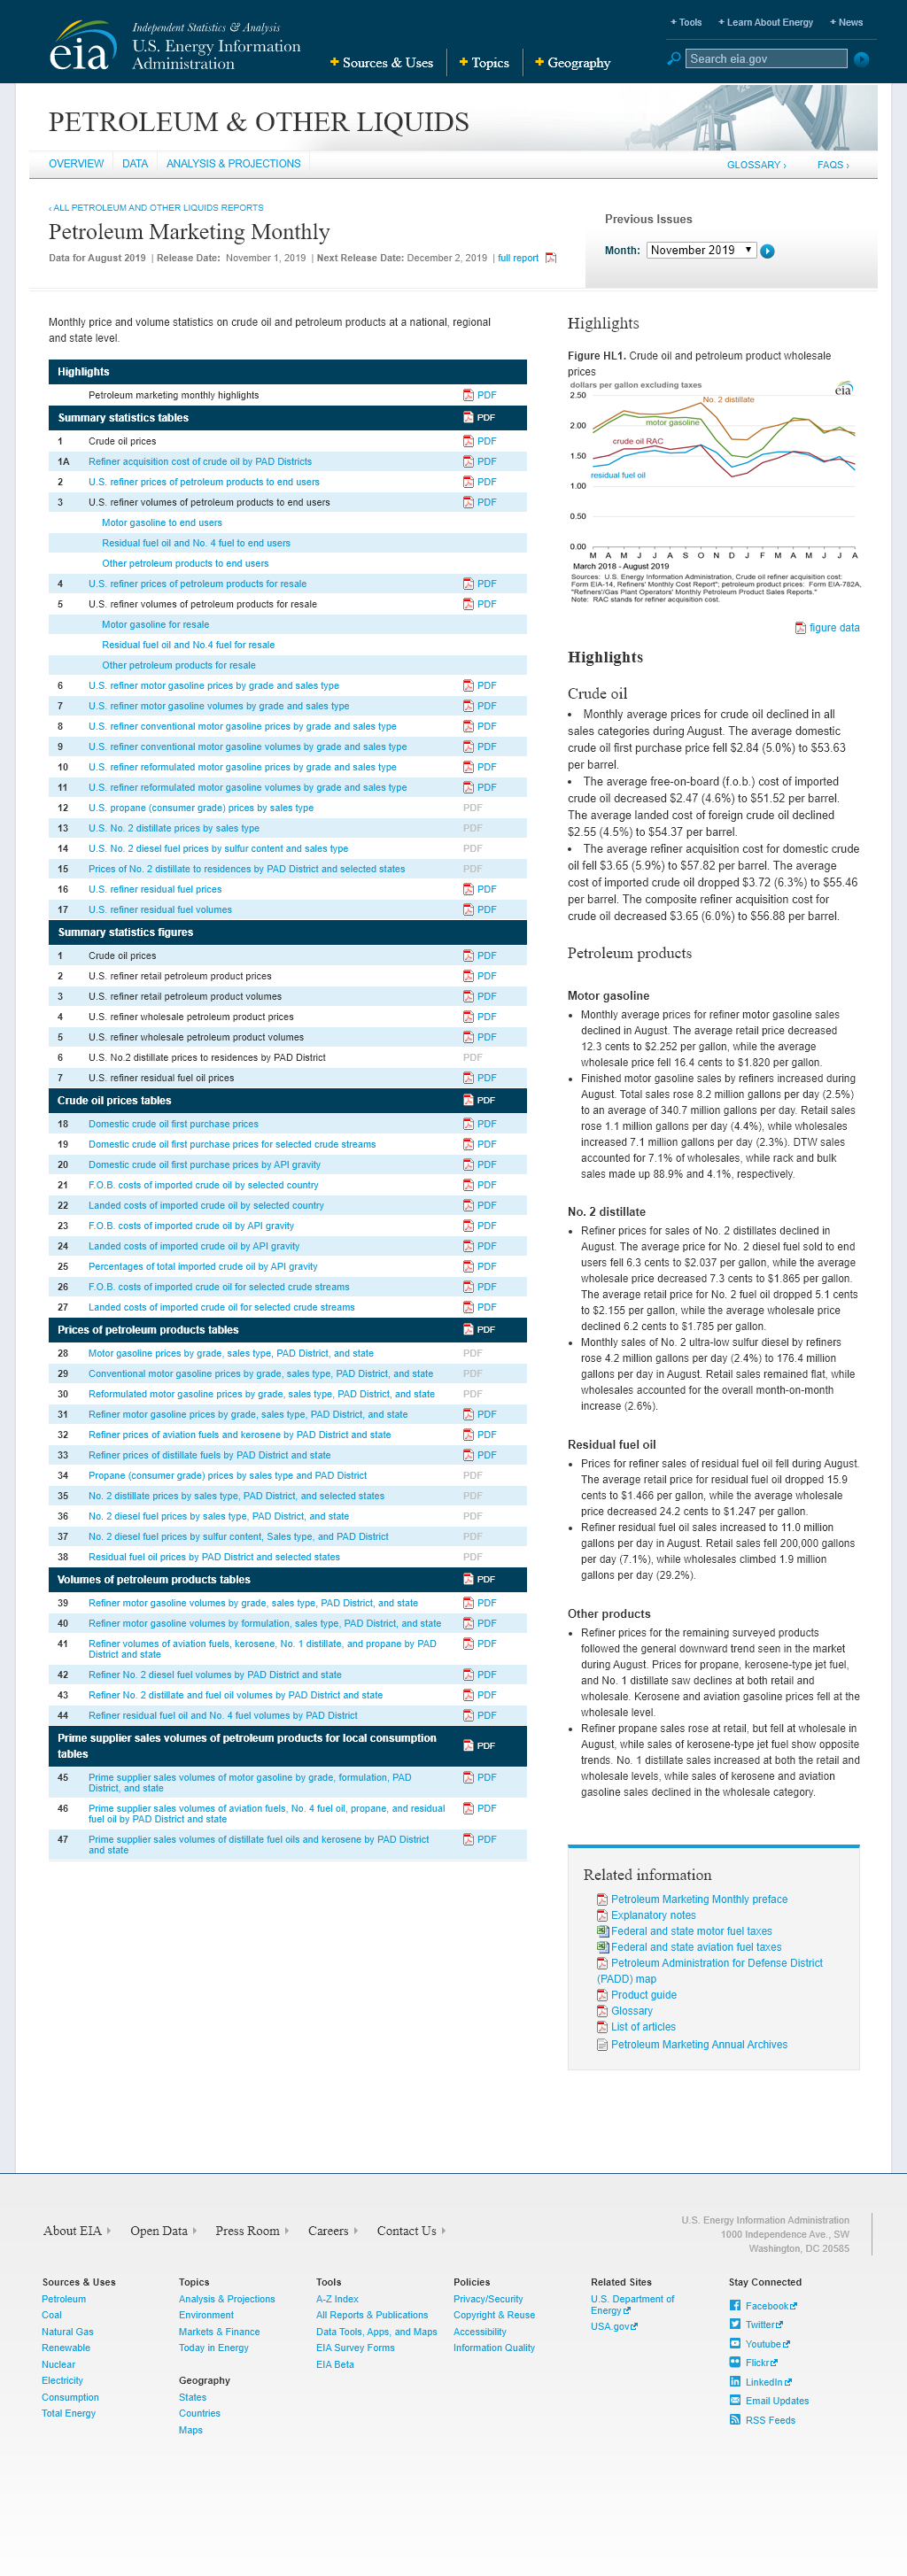 eia
Independent Statistics & Analysis
U.S. Energy Information
Administration
+ Sources & Uses
+ Topics
+ Geography
+ Tools
+ Learn About Energy
+ News
Search eia.gov
PETROLEUM & OTHER LIQUIDS
OVERVIEW
DATA
ANALYSIS & PROJECTIONS
GLOSSARY ›
FAQS ›
‹ ALL PETROLEUM AND OTHER LIQUIDS REPORTS
Petroleum Marketing Monthly
Data for August 2019 | Release Date: November 1, 2019 | Next Release Date: December 2, 2019 | full report
Previous Issues
Month: November 2019
Monthly price and volume statistics on crude oil and petroleum products at a national, regional
and state level.
Highlights
Petroleum marketing monthly highlights PDF
Summary statistics tables PDF
1 Crude oil prices PDF
1A Refiner acquisition cost of crude oil by PAD Districts PDF
2 U.S. refiner prices of petroleum products to end users PDF
3 U.S. refiner volumes of petroleum products to end users PDF
Motor gasoline to end users
Residual fuel oil and No. 4 fuel to end users
Other petroleum products to end users
4 U.S. refiner prices of petroleum products for resale PDF
5 U.S. refiner volumes of petroleum products for resale PDF
Motor gasoline for resale
Residual fuel oil and No.4 fuel for resale
Other petroleum products for resale
6 U.S. refiner motor gasoline prices by grade and sales type PDF
7 U.S. refiner motor gasoline volumes by grade and sales type PDF
8 U.S. refiner conventional motor gasoline prices by grade and sales type PDF
9 U.S. refiner conventional motor gasoline volumes by grade and sales type PDF
10 U.S. refiner reformulated motor gasoline prices by grade and sales type PDF
11 U.S. refiner reformulated motor gasoline volumes by grade and sales type PDF
12 U.S. propane (consumer grade) prices by sales type PDF
13 U.S. No. 2 distillate prices by sales type PDF
14 U.S. No. 2 diesel fuel prices by sulfur content and sales type PDF
15 Prices of No. 2 distillate to residences by PAD District and selected states PDF
16 U.S. refiner residual fuel prices PDF
17 U.S. refiner residual fuel volumes PDF
Summary statistics figures
1 Crude oil prices PDF
2 U.S. refiner retail petroleum product prices PDF
3 U.S. refiner retail petroleum product volumes PDF
4 U.S. refiner wholesale petroleum product prices PDF
5 U.S. refiner wholesale petroleum product volumes PDF
6 U.S. No.2 distillate prices to residences by PAD District PDF
7 U.S. refiner residual fuel oil prices PDF
Crude oil prices tables PDF
18 Domestic crude oil first purchase prices PDF
19 Domestic crude oil first purchase prices for selected crude streams PDF
20 Domestic crude oil first purchase prices by API gravity PDF
21 F.O.B. costs of imported crude oil by selected country PDF
22 Landed costs of imported crude oil by selected country PDF
23 F.O.B. costs of imported crude oil by API gravity PDF
24 Landed costs of imported crude oil by API gravity PDF
25 Percentages of total imported crude oil by API gravity PDF
26 F.O.B. costs of imported crude oil for selected crude streams PDF
27 Landed costs of imported crude oil for selected crude streams PDF
Prices of petroleum products tables PDF
28 Motor gasoline prices by grade, sales type, PAD District, and state PDF
29 Conventional motor gasoline prices by grade, sales type, PAD District, and state PDF
30 Reformulated motor gasoline prices by grade, sales type, PAD District, and state PDF
31 Refiner motor gasoline prices by grade, sales type, PAD District, and state PDF
32 Refiner prices of aviation fuels and kerosene by PAD District and state PDF
33 Refiner prices of distillate fuels by PAD District and state PDF
34 Propane (consumer grade) prices by sales type and PAD District PDF
35 No. 2 distillate prices by sales type, PAD District, and selected states PDF
36 No. 2 diesel fuel prices by sales type, PAD District, and state PDF
37 No. 2 diesel fuel prices by sulfur content, Sales type, and PAD District PDF
38 Residual fuel oil prices by PAD District and selected states PDF
Volumes of petroleum products tables PDF
39 Refiner motor gasoline volumes by grade, sales type, PAD District, and state PDF
40 Refiner motor gasoline volumes by formulation, sales type, PAD District, and state PDF
41 Refiner volumes of aviation fuels, kerosene, No. 1 distillate, and propane by PAD PDF
District and state
42 Refiner No. 2 diesel fuel volumes by PAD District and state PDF
43 Refiner No. 2 distillate and fuel oil volumes by PAD District and state PDF
44 Refiner residual fuel oil and No. 4 fuel volumes by PAD District PDF
Prime supplier sales volumes of petroleum products for local consumption PDF
tables
45 Prime supplier sales volumes of motor gasoline by grade, formulation, PAD PDF
District, and state
46 Prime supplier sales volumes of aviation fuels, No. 4 fuel oil, propane, and residual PDF
fuel oil by PAD District and state
47 Prime supplier sales volumes of distillate fuel oils and kerosene by PAD District PDF
and state
Highlights
Figure HL1. Crude oil and petroleum product wholesale
prices
dollars per gallon excluding taxes
eia
2.50
2.00
1.50
1.00
0.50
0.00
No. 2 distillate
motor gasoline
crude oil RAC
residual fuel oil
M A M J J A S O N D J F M A M J J A
March 2018 - August 2019
Sources: U.S. Energy Information Administration, Crude oil refiner acquisition cost:
Form EIA-14, Refiners' Monthly Cost Report"; petroleum product prices: Form EIA-782A,
"Refiners'/Gas Plant Operators' Monthly Petroleum Product Sales Reports."
Note: RAC stands for refiner acquisition cost.
figure data
Highlights
Crude oil
• Monthly average prices for crude oil declined in all
sales categories during August. The average domestic
crude oil first purchase price fell $2.84 (5.0%) to $53.63
per barrel.
• The average free-on-board (f.o.b.) cost of imported
crude oil decreased $2.47 (4.6%) to $51.52 per barrel.
The average landed cost of foreign crude oil declined
$2.55 (4.5%) to $54.37 per barrel.
• The average refiner acquisition cost for domestic crude
oil fell $3.65 (5.9%) to $57.82 per barrel. The average
cost of imported crude oil dropped $3.72 (6.3%) to $55.46
per barrel. The composite refiner acquisition cost for
crude oil decreased $3.65 (6.0%) to $56.88 per barrel.
Petroleum products
Motor gasoline
• Monthly average prices for refiner motor gasoline sales
declined in August. The average retail price decreased
12.3 cents to $2.252 per gallon, while the average
wholesale price fell 16.4 cents to $1.820 per gallon.
• Finished motor gasoline sales by refiners increased during
August. Total sales rose 8.2 million gallons per day (2.5%)
to an average of 340.7 million gallons per day. Retail sales
rose 1.1 million gallons per day (4.4%), while wholesales
increased 7.1 million gallons per day (2.3%). DTW sales
accounted for 7.1% of wholesales, while rack and bulk
sales made up 88.9% and 4.1%, respectively.
No. 2 distillate
• Refiner prices for sales of No. 2 distillates declined in
August. The average price for No. 2 diesel fuel sold to end
users fell 6.3 cents to $2.037 per gallon, while the average
wholesale price decreased 7.3 cents to $1.865 per gallon.
The average retail price for No. 2 fuel oil dropped 5.1 cents
to $2.155 per gallon, while the average wholesale price
declined 6.2 cents to $1.785 per gallon.
• Monthly sales of No. 2 ultra-low sulfur diesel by refiners
rose 4.2 million gallons per day (2.4%) to 176.4 million
gallons per day in August. Retail sales remained flat, while
wholesales accounted for the overall month-on-month
increase (2.6%).
Residual fuel oil
• Prices for refiner sales of residual fuel oil fell during August.
The average retail price for residual fuel oil dropped 15.9
cents to $1.466 per gallon, while the average wholesale
price decreased 24.2 cents to $1.247 per gallon.
• Refiner residual fuel oil sales increased to 11.0 million
gallons per day in August. Retail sales fell 200,000 gallons
per day (7.1%), while wholesales climbed 1.9 million
gallons per day (29.2%).
Other products
• Refiner prices for the remaining surveyed products
followed the general downward trend seen in the market
during August. Prices for propane, kerosene-type jet fuel,
and No. 1 distillate saw declines at both retail and
wholesale. Kerosene and aviation gasoline prices fell at the
wholesale level.
• Refiner propane sales rose at retail, but fell at wholesale in
August, while sales of kerosene-type jet fuel show opposite
trends. No. 1 distillate sales increased at both the retail and
wholesale levels, while sales of kerosene and aviation
gasoline sales declined in the wholesale category.
Related information
Petroleum Marketing Monthly preface
Explanatory notes
Federal and state motor fuel taxes
Federal and state aviation fuel taxes
Petroleum Administration for Defense District
(PADD) map
Product guide
Glossary
List of articles
Petroleum Marketing Annual Archives
About EIA
Open Data
Press Room
Careers
Contact Us
U.S. Energy Information Administration
1000 Independence Ave., SW
Washington, DC 20585
Sources & Uses
Petroleum
Coal
Natural Gas
Renewable
Nuclear
Electricity
Consumption
Total Energy
Topics
Analysis & Projections
Environment
Markets & Finance
Today in Energy
Geography
States
Countries
Maps
Tools
A-Z Index
All Reports & Publications
Data Tools, Apps, and Maps
EIA Survey Forms
EIA Beta
Policies
Privacy/Security
Copyright & Reuse
Accessibility
Information Quality
Related Sites
U.S. Department of
Energy
USA.gov
Stay Connected
Facebook
Twitter
Youtube
Flickr
LinkedIn
Email Updates
RSS Feeds